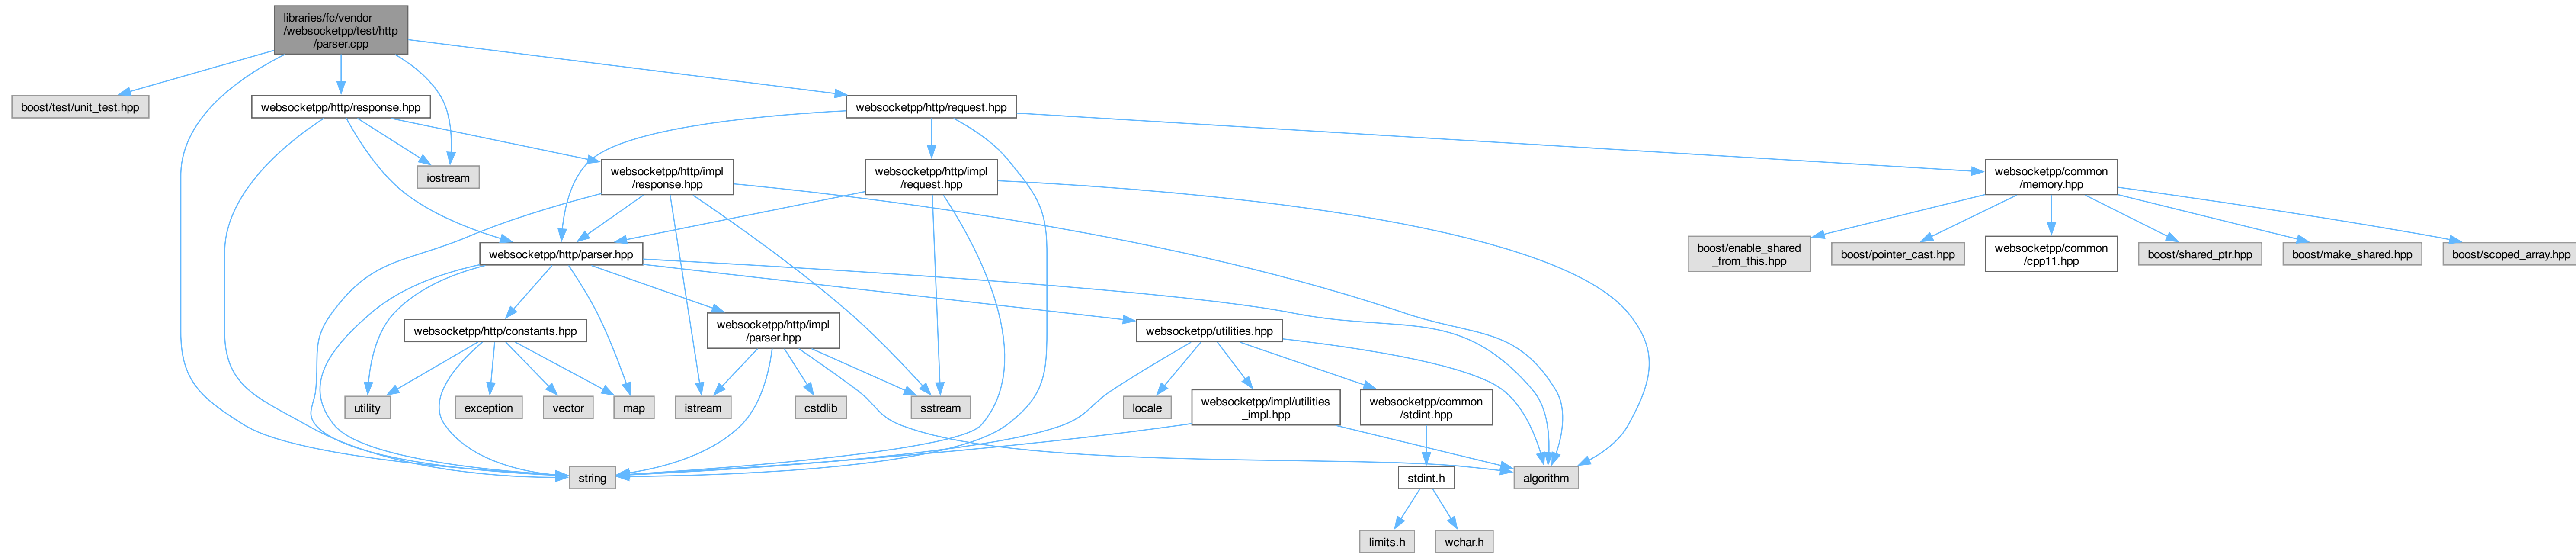 libraries/fc/vendor
/websocketpp/test/http
/parser.cpp
boost/test/unit_test.hpp
websocketpp/http/response.hpp
websocketpp/http/request.hpp
iostream
websocketpp/http/impl
/response.hpp
websocketpp/http/impl
/request.hpp
websocketpp/common
/memory.hpp
websocketpp/http/parser.hpp
boost/enable_shared
_from_this.hpp
boost/pointer_cast.hpp
websocketpp/common
/cpp11.hpp
boost/shared_ptr.hpp
boost/make_shared.hpp
boost/scoped_array.hpp
websocketpp/http/constants.hpp
websocketpp/http/impl
/parser.hpp
websocketpp/utilities.hpp
utility
exception
vector
map
istream
cstdlib
sstream
locale
websocketpp/impl/utilities
_impl.hpp
websocketpp/common
/stdint.hpp
string
stdint.h
algorithm
limits.h
wchar.h